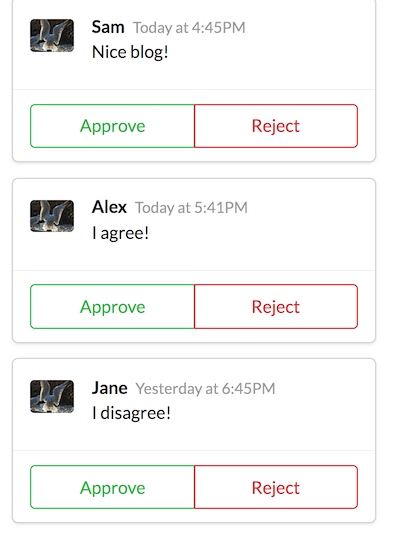 Sam Today at 4:45PM
Nice blog!
Approve Reject
Alex Today at 5:41PM
I agree!
Approve Reject
Jane Yesterday at 6:45PM
I disagree!
Approve Reject